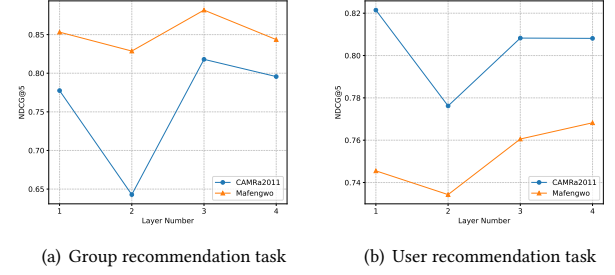 0.85
0.80
0.75
0.70
0.65
NDCG@5
1 2 3 4
Layer Number
CAMRa2011
Mafengwo
(a) Group recommendation task
0.82
0.80
0.78
0.76
0.74
NDCG@5
1 2 3 4
Layer Number
CAMRa2011
Mafengwo
(b) User recommendation task